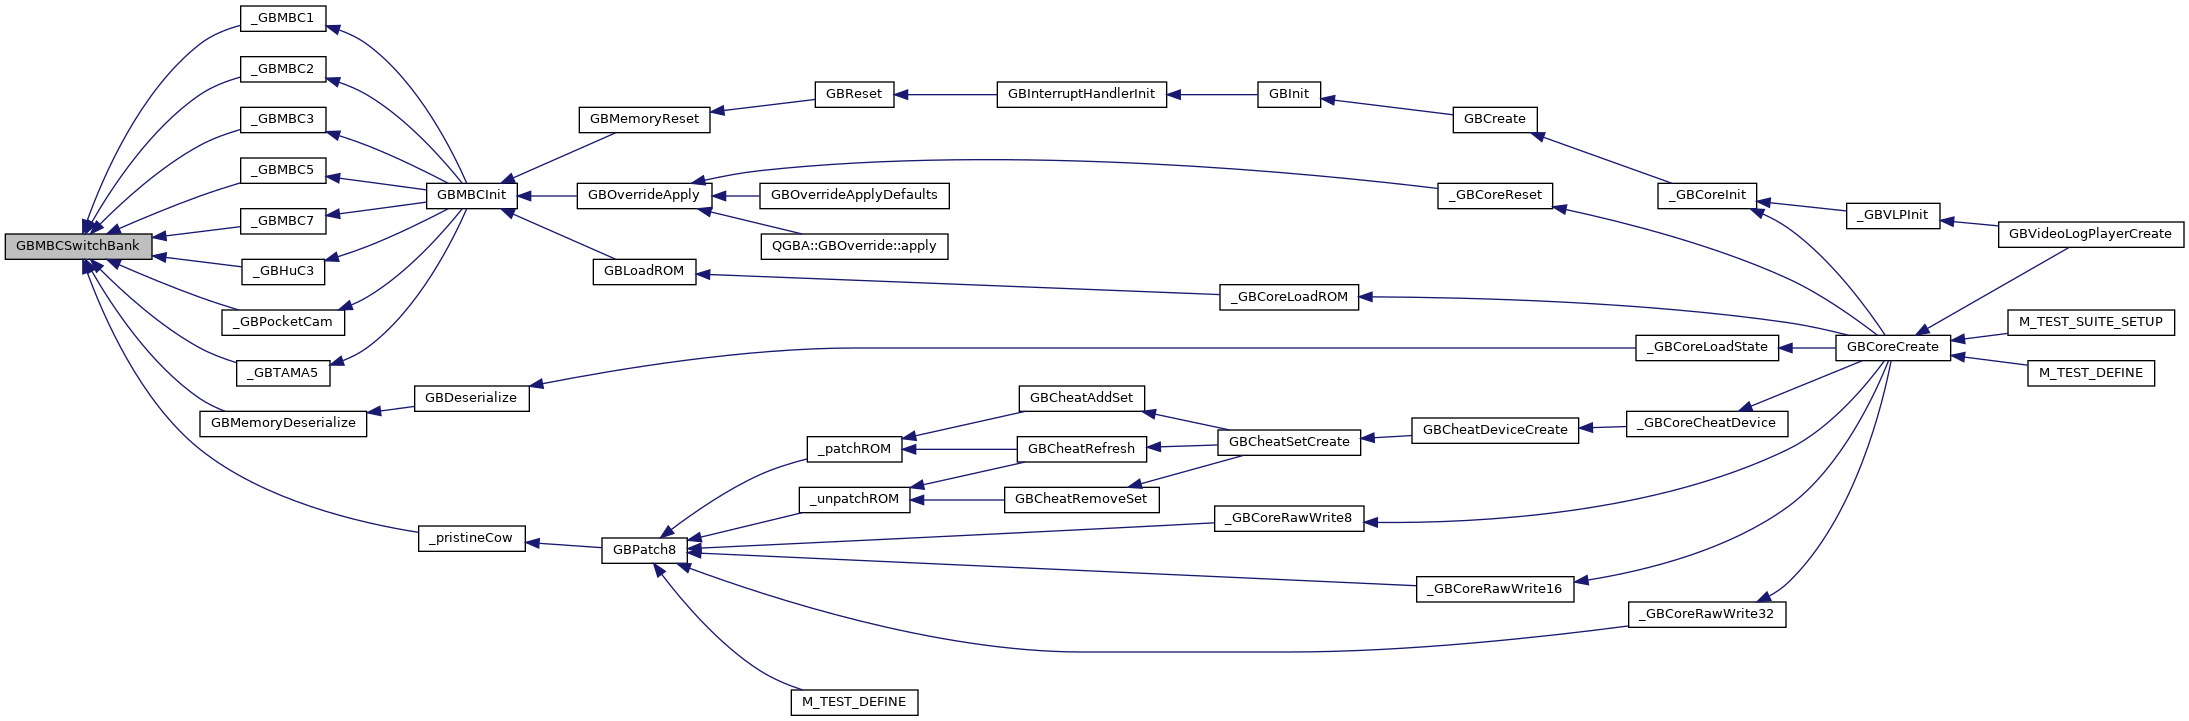 GBMBCSwitchBank
_GBMBC1
_GBMBC2
_GBMBC3
_GBMBC5
_GBMBC7
_GBHuC3
_GBPocketCam
_GBTAMA5
GBMemoryDeserialize
_pristineCow
GBMBCInit
GBDeserialize
GBMemoryReset
GBOverrideApply
GBLoadROM
GBPatch8
GBReset
GBOverrideApplyDefaults
QGBA::GBOverride::apply
_patchROM
_unpatchROM
M_TEST_DEFINE
GBInterruptHandlerInit
GBCheatAddSet
GBCheatRefresh
GBCheatRemoveSet
GBInit
_GBCoreLoadROM
GBCheatSetCreate
_GBCoreRawWrite8
GBCreate
_GBCoreReset
GBCheatDeviceCreate
_GBCoreRawWrite16
_GBCoreInit
_GBCoreLoadState
_GBCoreCheatDevice
_GBCoreRawWrite32
_GBVLPInit
GBCoreCreate
GBVideoLogPlayerCreate
M_TEST_SUITE_SETUP
M_TEST_DEFINE